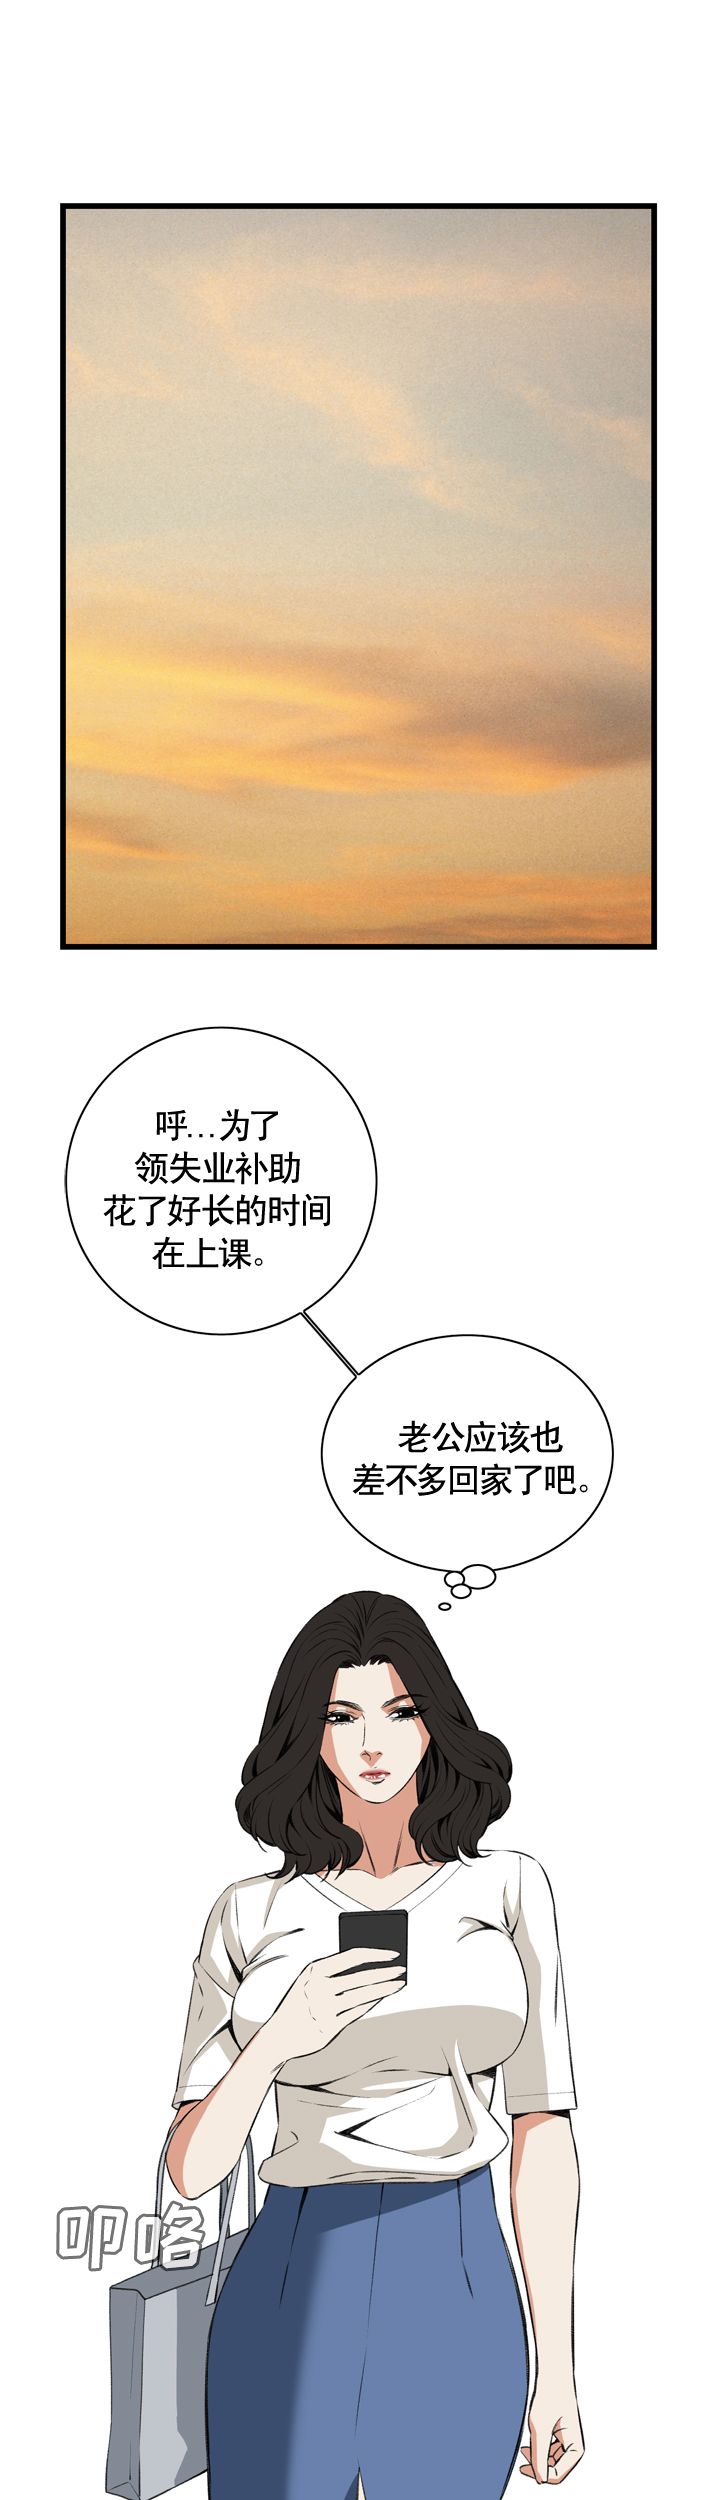 呼…为了
领失业补助
花了好长的时间
在上课。
老公应该也
差不多回家了吧。
叩咯